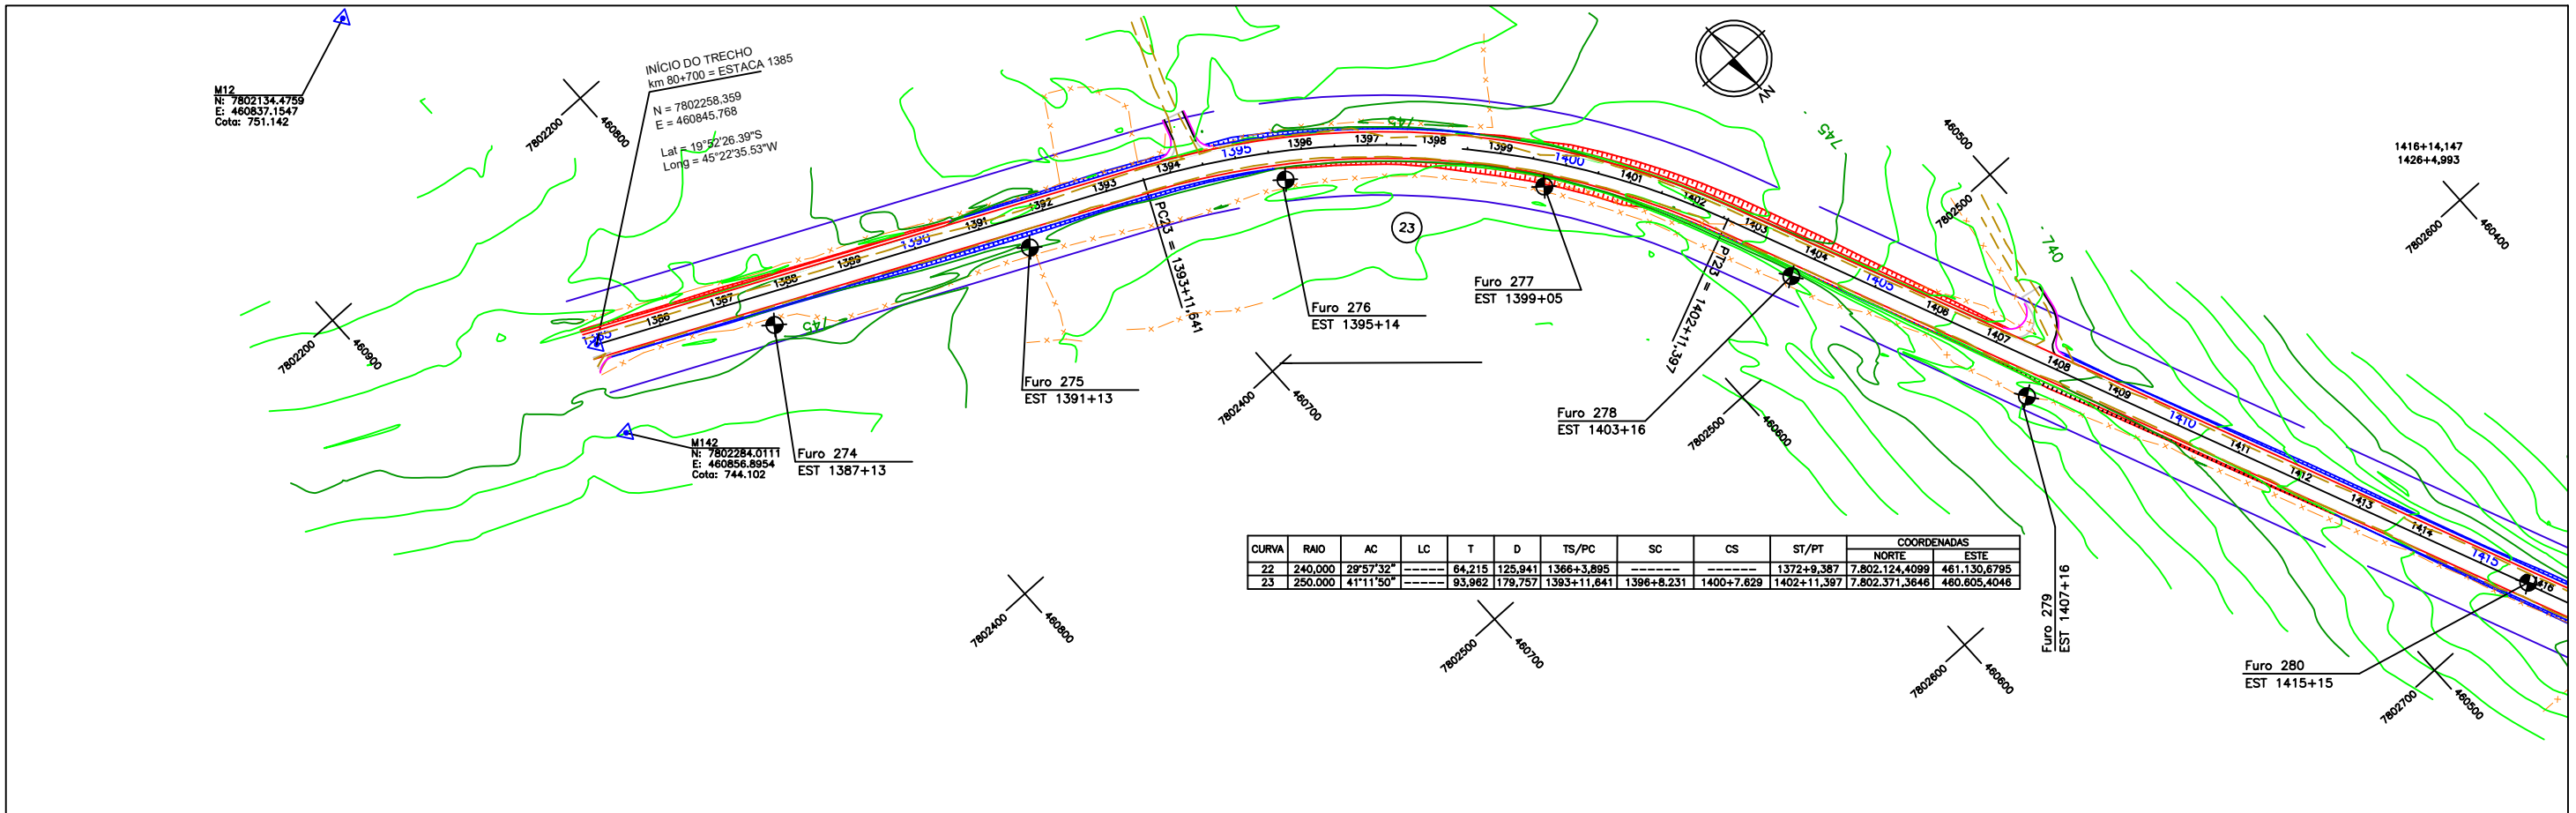 M12
N: 7802134.4759
E: 460837.1547
Cota: 751.142
INÍCIO DO TRECHO
km 80+700 = ESTACA 1385
N = 7802258,359
E = 460845,768
Lat = 19°52'26.39"S
Long = 45°22'35.53"W
7802200
460800
7802200
460900
NV
745
745
745
740
460500
7802500
1416+14,147
1426+4,993
7802600
460400
1385
1386
1387
1388
1389
1390
1391
1392
1393
1394
1395
1396
1397
1398
1399
1400
1401
1402
1403
1404
1405
1406
1407
1408
1409
1410
1411
1412
1413
1414
1415
1416
PC23 = 1393+11,641
PT23 = 1402+11,397
23
Furo 274
EST 1387+13
Furo 275
EST 1391+13
Furo 276
EST 1395+14
Furo 277
EST 1399+05
Furo 278
EST 1403+16
Furo 279
EST 1407+16
Furo 280
EST 1415+15
M142
N: 7802284.0111
E: 460856.8954
Cota: 744.102
7802400
460700
7802500
460600
7802400
460800
7802500
460700
7802600
460600
7802700
460500
CURVA RAIO AC LC T D TS/PC SC CS ST/PT COORDENADAS
NORTE ESTE
22 240,000 29°57'32" ------ 64,215 125,941 1366+3,895 ------- ------- 1372+9,387 7.802.124,4099 461.130,6795
23 250.000 41°11'50" ------ 93,962 179,757 1393+11,641 1396+8.231 1400+7.629 1402+11,397 7.802.371,3646 460.605,4046